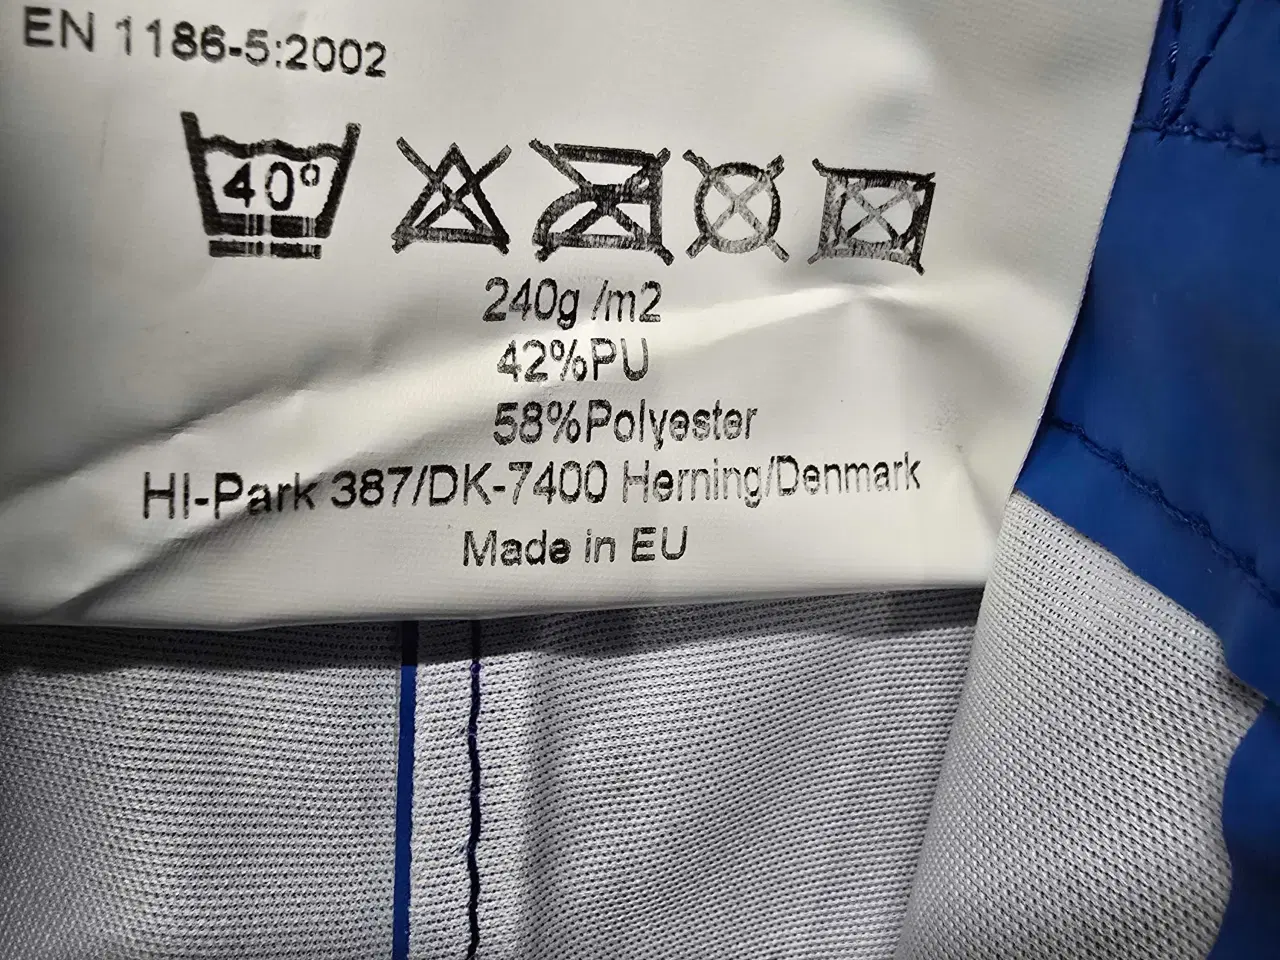 EN 1186-5:2002
40°
240g /m2
42%PU
58%Polyester
HI-Park 387/DK-7400 Herning/Denmark
Made in EU